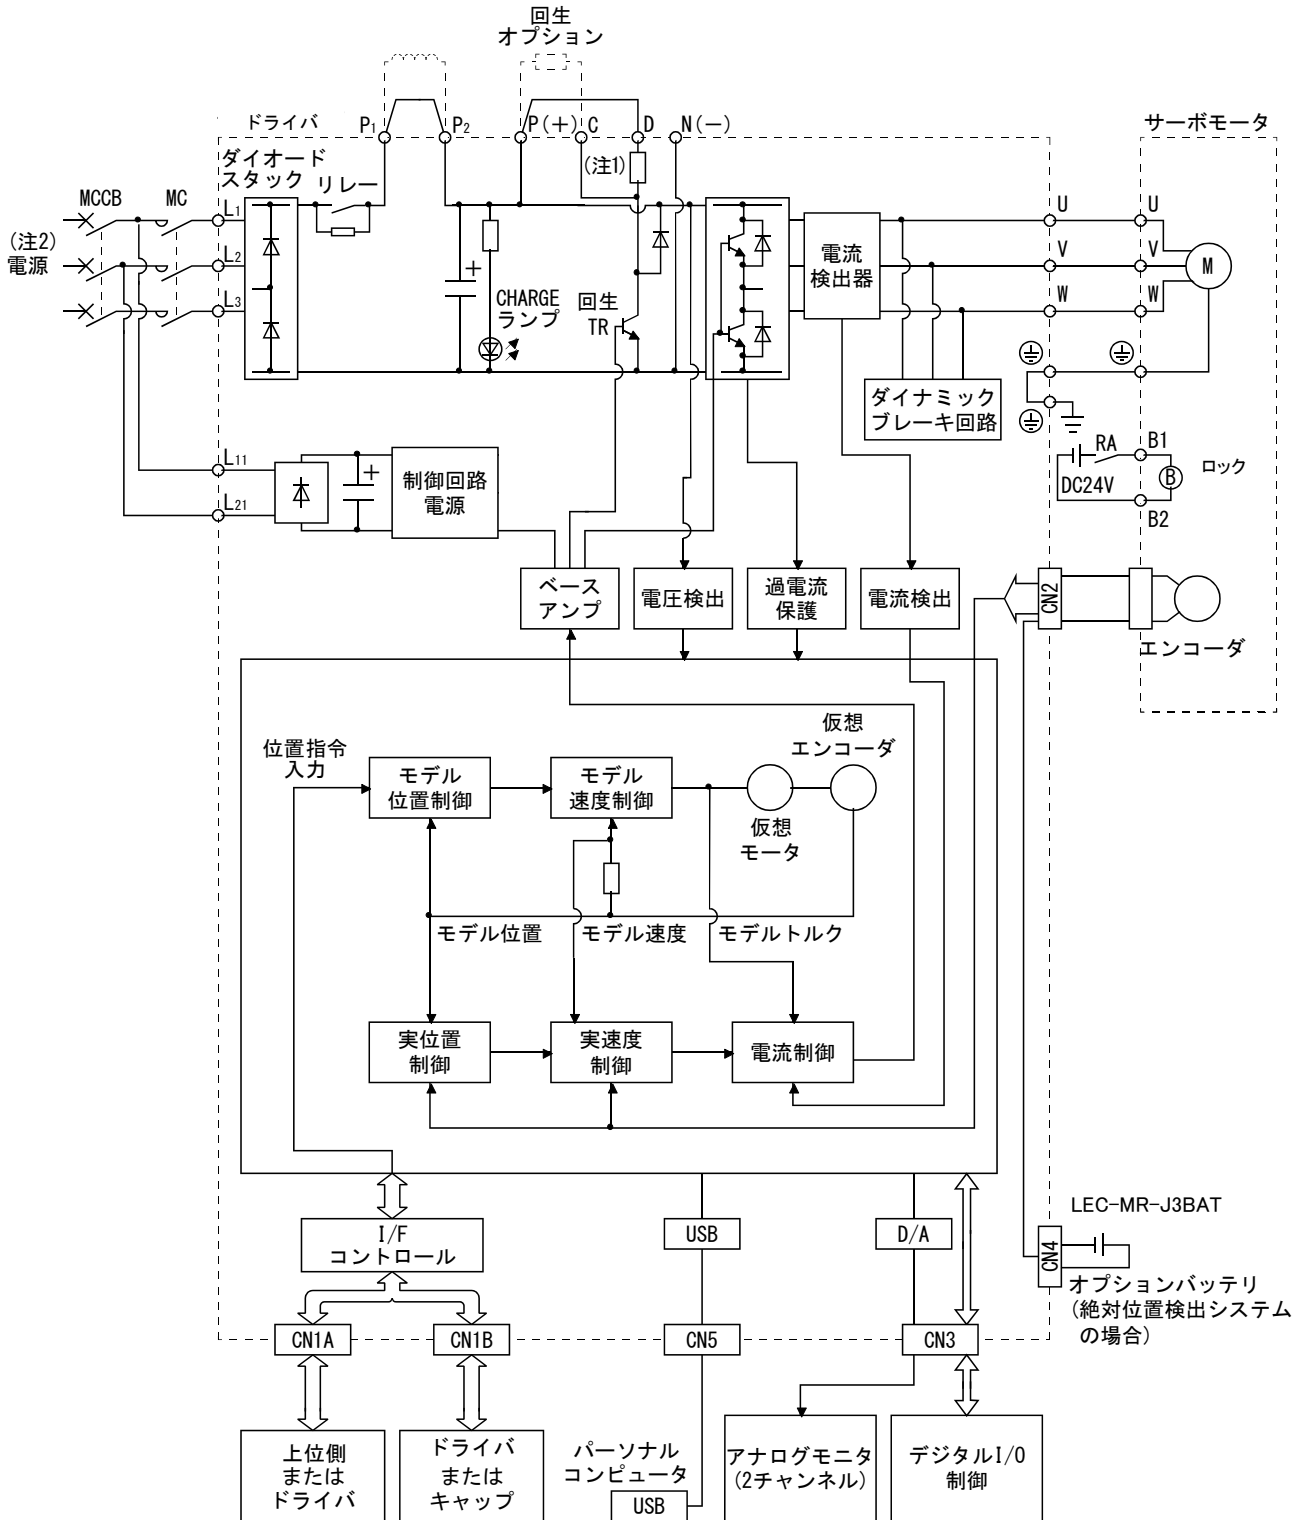 回生
オプション
ドライバ
P1
P2
P(+)
C
D
N(−)
サーボモータ
ダイオード
スタック
リレー
(注1)
MCCB
MC
L1
U
U
(注2)
電源
L2
電流
検出器
V
V
M
L3
CHARGE
ランプ
回生
TR
W
W
ダイナミック
ブレーキ回路
RA
B1
L11
制御回路
電源
DC24V
B
ロック
L21
B2
ベース
アンプ
電圧検出
過電流
保護
電流検出
CN2
エンコーダ
仮想
エンコーダ
位置指令
入力
モデル
位置制御
モデル
速度制御
仮想
モータ
モデル位置
モデル速度
モデルトルク
実位置
制御
実速度
制御
電流制御
LEC-MR-J3BAT
I/F
コントロール
USB
D/A
CN4
オプションバッテリ
(絶対位置検出システム
の場合)
CN1A
CN1B
CN5
CN3
上位側
または
ドライバ
ドライバ
または
キャップ
パーソナル
コンピュータ
USB
アナログモニタ
(2チャンネル)
デジタルI/O
制御